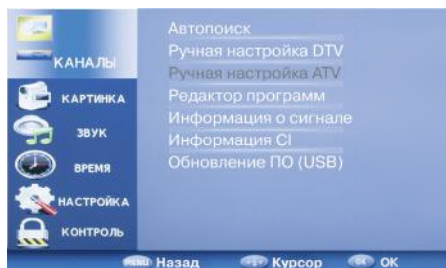 КАНАЛЫ
КАРТИНКА
ЗВУК
ВРЕМЯ
НАСТРОЙКА
КОНТРОЛЬ
Автопоиск
Ручная настройка DTV
Ручная настройка ATV
Редактор программ
Информация о сигнале
Информация CI
Обновление ПО (USB)
MENU Назад Курсор OK ОК